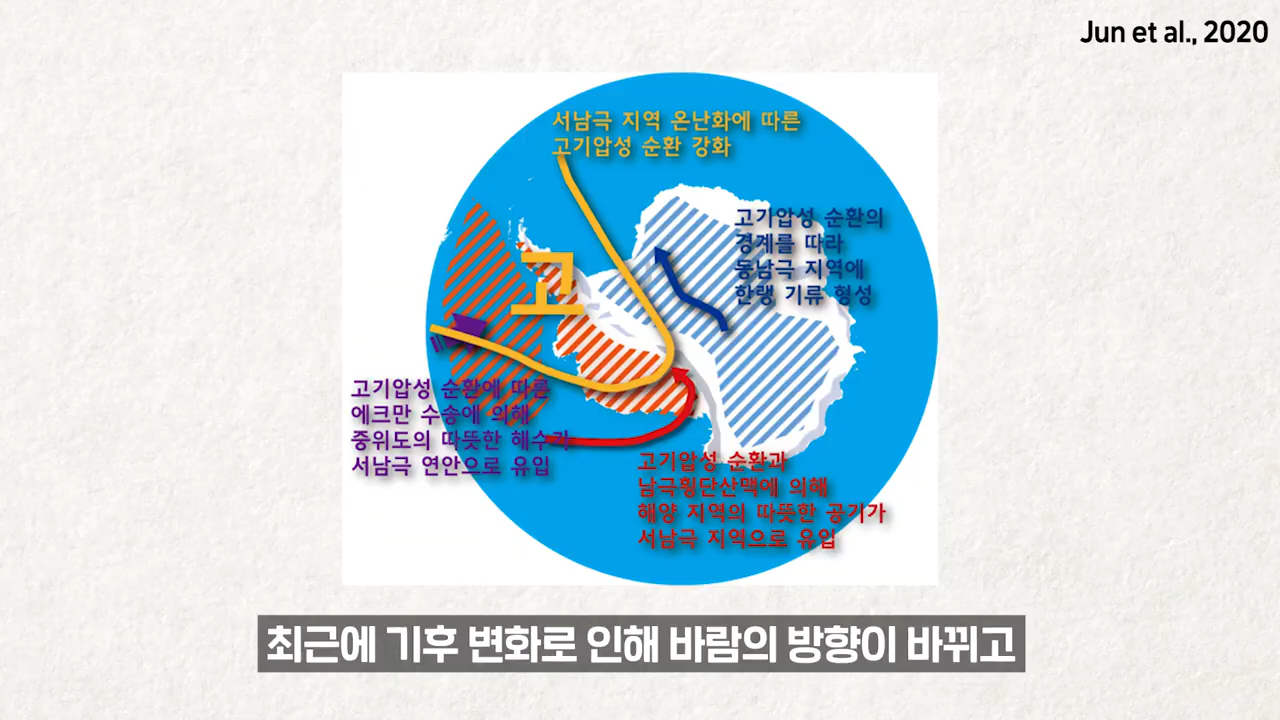 Jun et al., 2020
서남극 지역 온난화에 따른
고기압성 순환 강화
고기압성 순환의
경계를 따라
동남극 지역에
한랭 기류 형성
고
고기압성 순환에 따른
에크만 수송에 의해
중위도의 따뜻한 해수가
서남극 연안으로 유입
고기압성 순환과
남극횡단산맥에 의해
해양 지역의 따뜻한 공기가
서남극 지역으로 유입
최근에 기후 변화로 인해 바람의 방향이 바뀌고